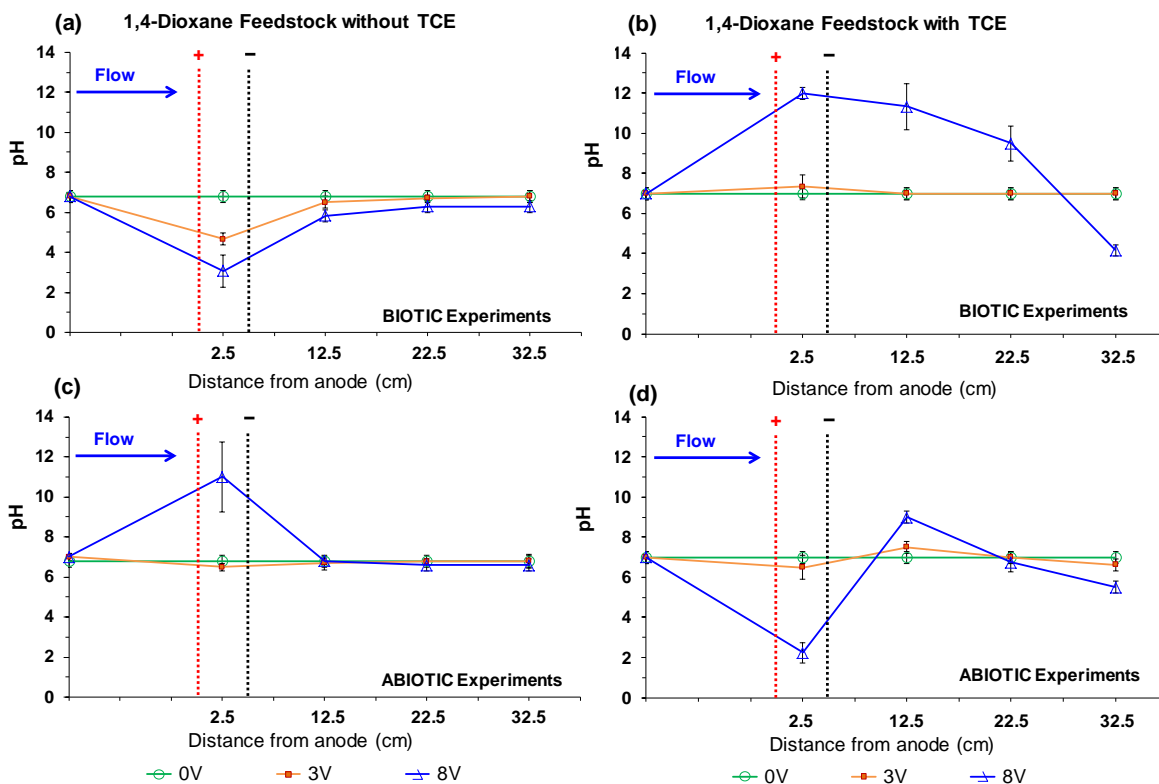 (a)
1,4-Dioxane Feedstock without TCE
14
12
10
8
6
4
2
0
pH
+
−
Flow
BIOTIC Experiments
2.5 12.5 22.5 32.5
Distance from anode (cm)
(b)
1,4-Dioxane Feedstock with TCE
14
12
10
8
6
4
2
0
pH
+
−
Flow
BIOTIC Experiments
2.5 12.5 22.5 32.5
Distance from anode (cm)
(c)
14
12
10
8
6
4
2
0
pH
+
−
Flow
ABIOTIC Experiments
2.5 12.5 22.5 32.5
Distance from anode (cm)
(d)
14
12
10
8
6
4
2
0
pH
+
−
Flow
ABIOTIC Experiments
2.5 12.5 22.5 32.5
Distance from anode (cm)
0V 3V 8V
0V 3V 8V